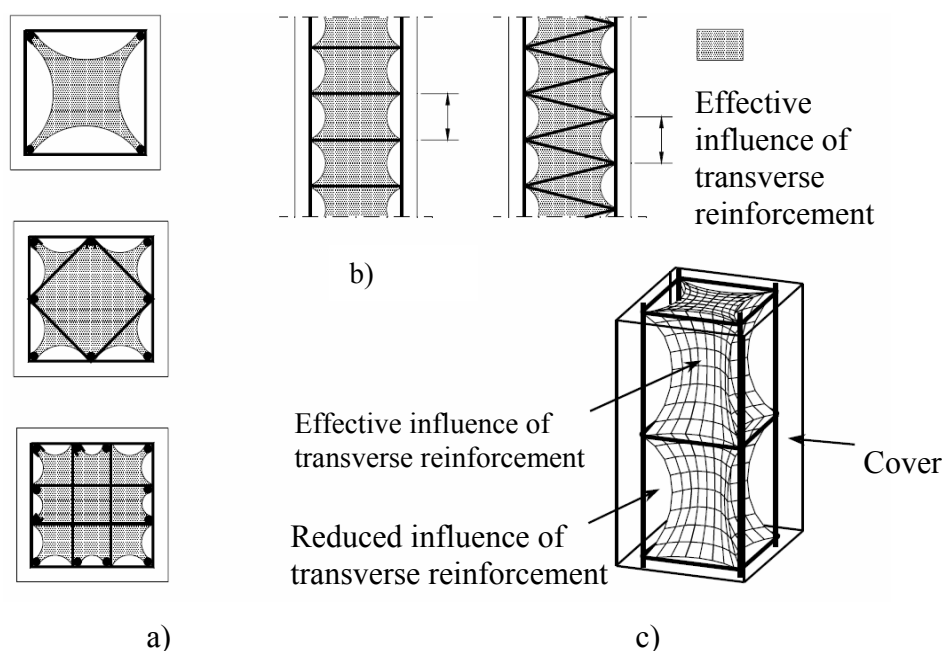 Effective
influence of
transverse
reinforcement
b)
Effective influence of
transverse reinforcement
Cover
Reduced influence of
transverse reinforcement
a)
c)